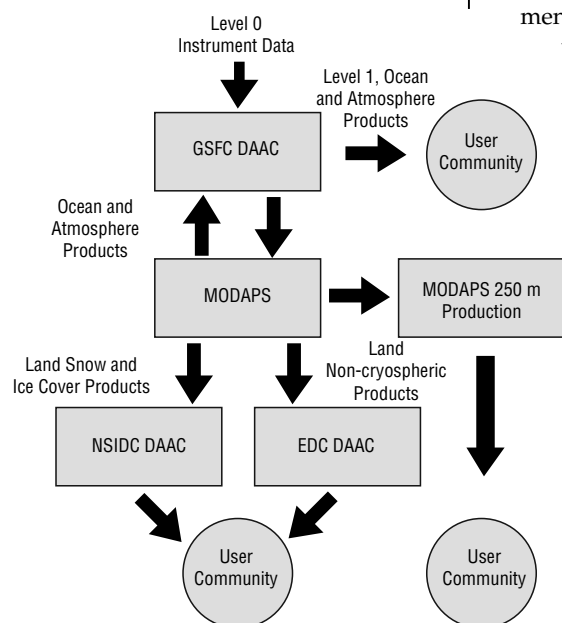 men
Level 0
Instrument Data
Level 1, Ocean
and Atmosphere
Products
GSFC DAAC
User
Community
Ocean and
Atmosphere
Products
MODAPS
MODAPS 250 m
Production
Land Snow and
Ice Cover Products
Land
Non-cryospheric
Products
NSIDC DAAC
EDC DAAC
User
Community
User
Community